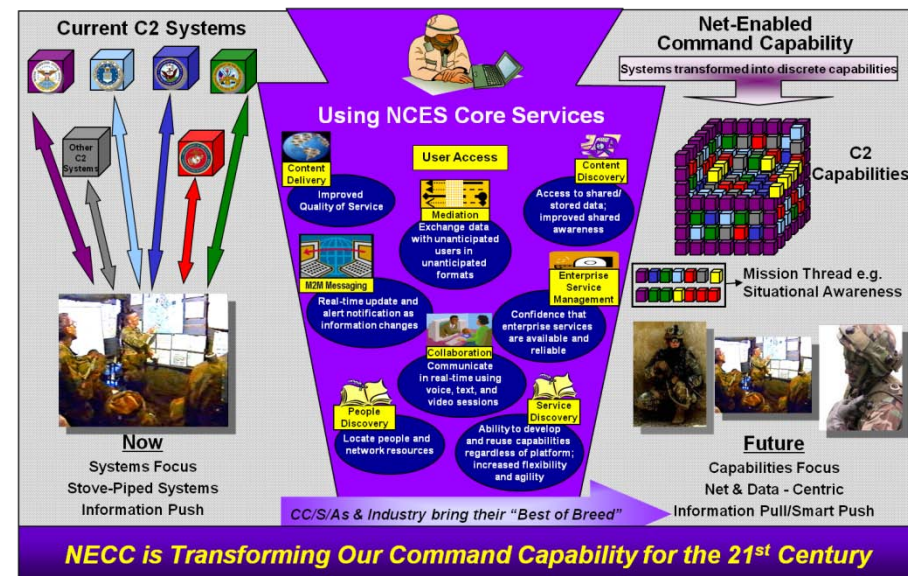 Current C2 Systems
Other
C2
Systems
Now
Systems Focus
Stove-Piped Systems
Information Push
Using NCES Core Services
User Access
Content
Delivery
Improved
Quality of Service
Mediation
Exchange data
with unanticipated
users in
unanticipated
formats
Content
Discovery
Access to shared/
stored data;
improved shared
awareness
M2M Messaging
Real-time update and
alert notification as
information changes
Enterprise
Service
Management
Confidence that
enterprise services
are available and
reliable
Collaboration
Communicate
in real-time using
voice, text, and
video sessions
People
Discovery
Locate people and
network resources
Service
Discovery
Ability to develop
and reuse capabilities
regardless of platform;
increased flexibility
and agility
CC/S/As & Industry bring their “Best of Breed”
Net-Enabled
Command Capability
Systems transformed into discrete capabilities
C2
Capabilities
Mission Thread e.g.
Situational Awareness
Future
Capabilities Focus
Net & Data - Centric
Information Pull/Smart Push
NECC is Transforming Our Command Capability for the 21st Century